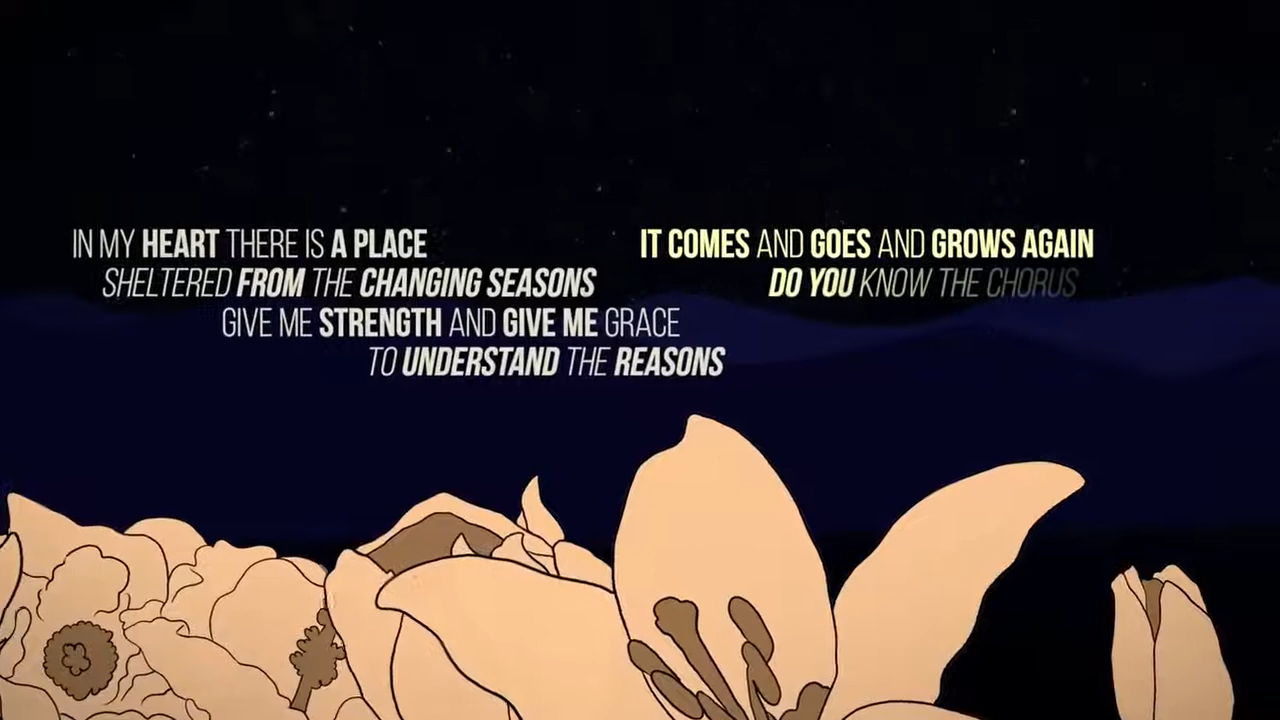 IN MY HEART THERE IS A PLACE
SHELTERED FROM THE CHANGING SEASONS
GIVE ME STRENGTH AND GIVE ME GRACE
TO UNDERSTAND THE REASONS
IT COMES AND GOES AND GROWS AGAIN
DO YOU KNOW THE CHORUS